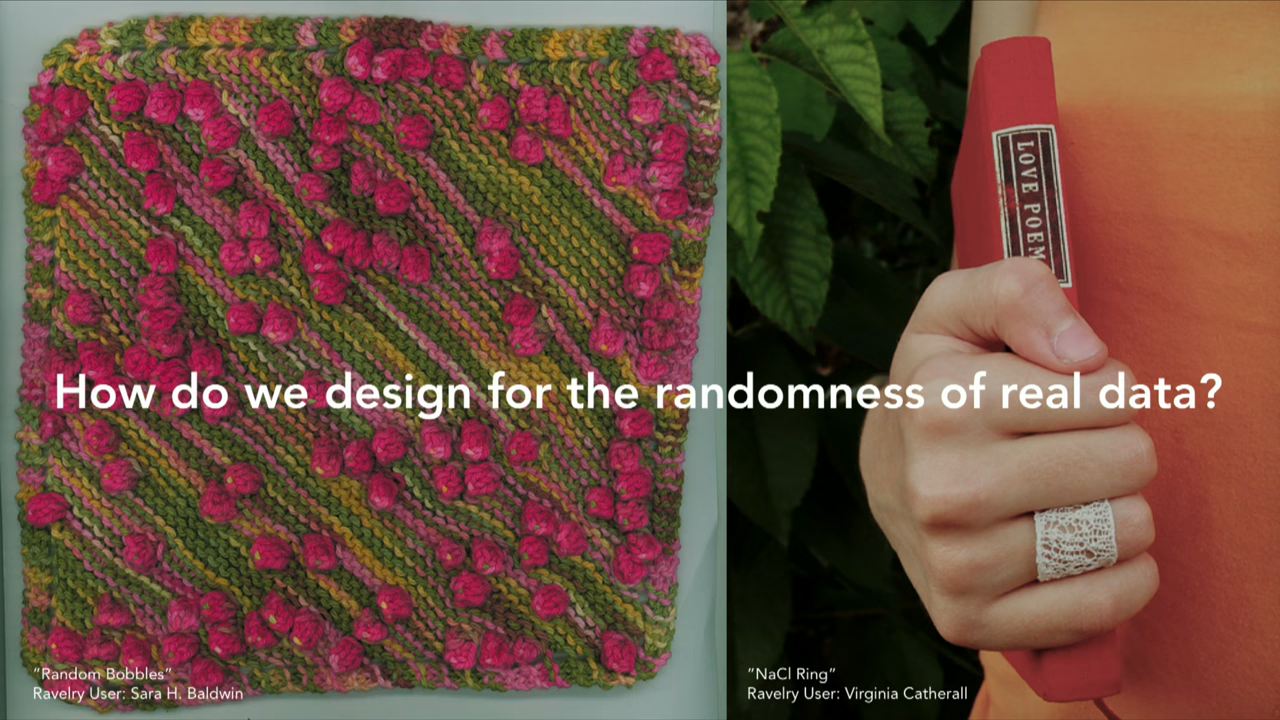 LOVE POEM
How do we design for the randomness of real data?
"Random Bobbles"
Ravelry User: Sara H. Baldwin
"NaCl Ring"
Ravelry User: Virginia Catherall